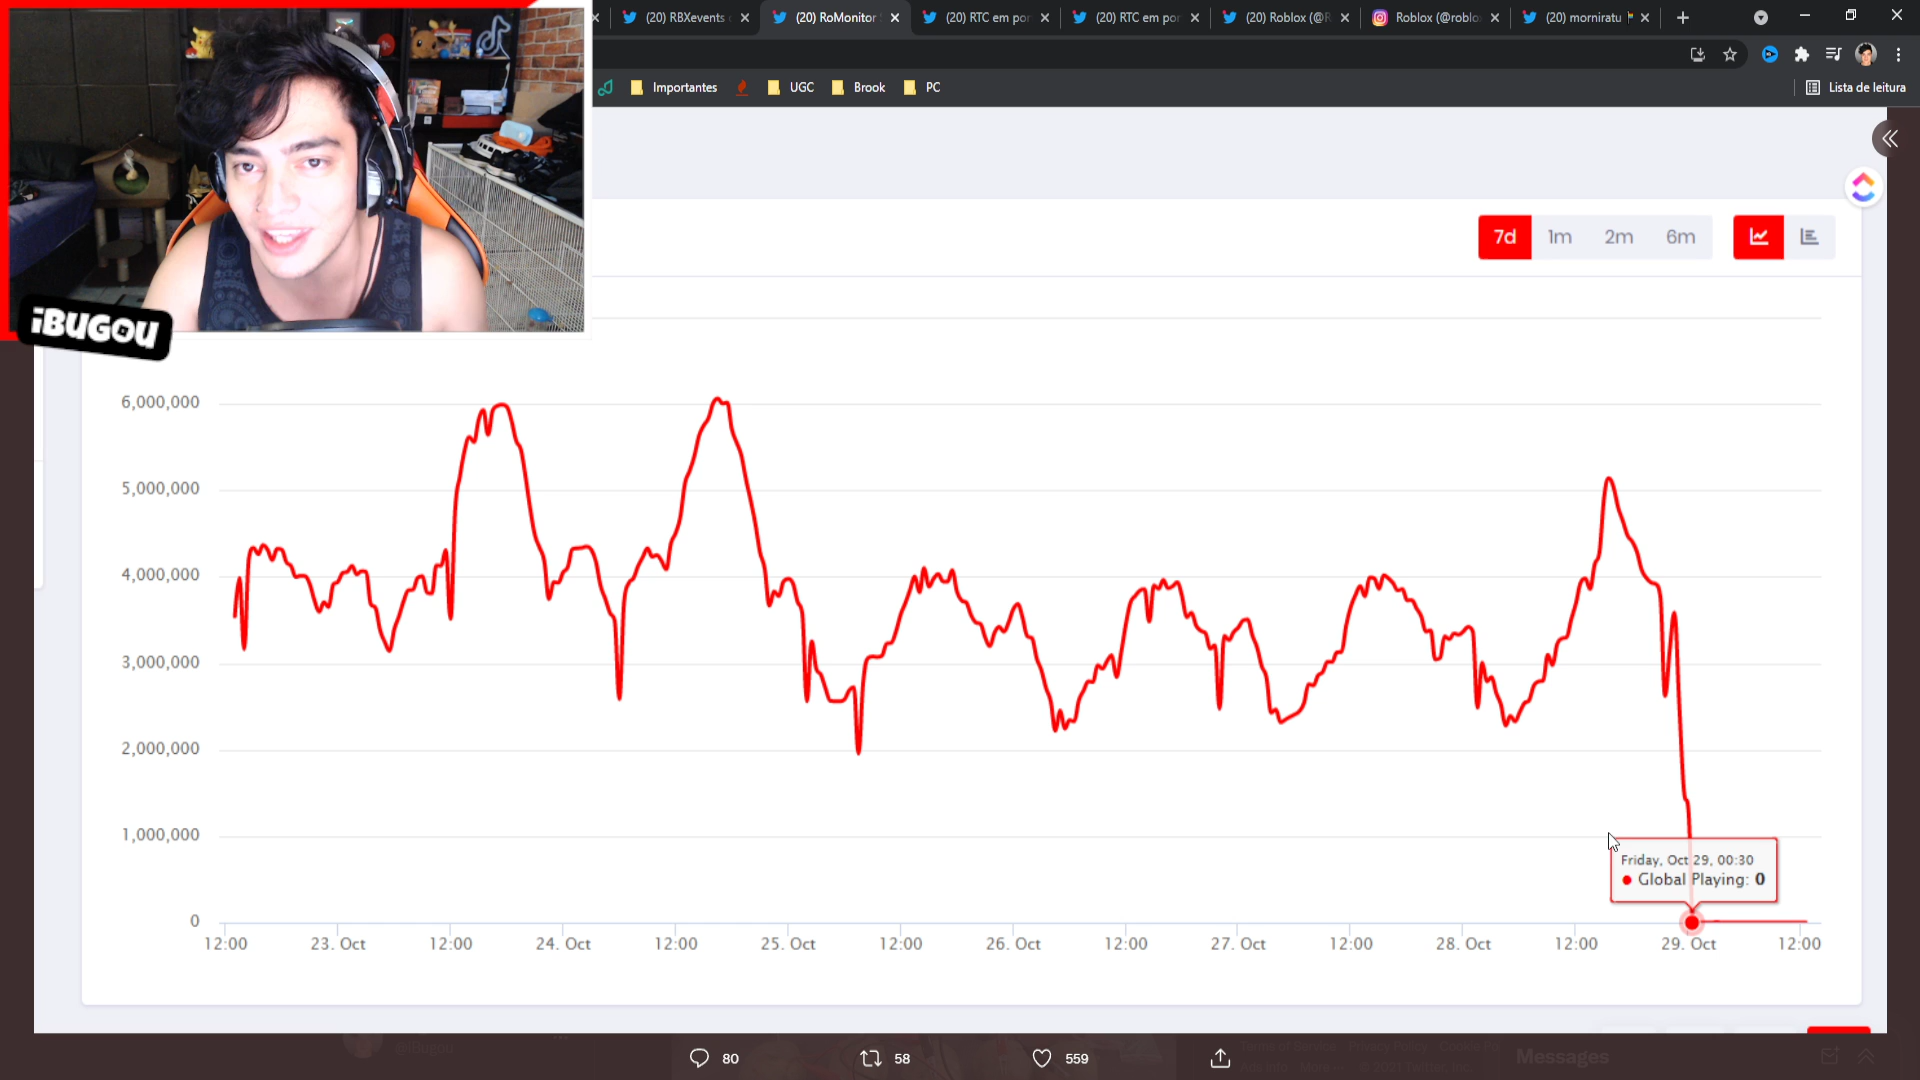 (20) RBXevents
(20) RoMonitor
(20) RTC em por
(20) RTC em por
(20) Roblox (@R
Roblox (@roblo
(20) morniratu
Importantes
UGC
Brook
PC
Lista de leitura
iBUGOU
7d
1m
2m
6m
6,000,000
5,000,000
4,000,000
3,000,000
2,000,000
1,000,000
0
Friday, Oct 29, 00:30
Global Playing: 0
12:00
23. Oct
12:00
24. Oct
12:00
25. Oct
12:00
26. Oct
12:00
27. Oct
12:00
28. Oct
12:00
29. Oct
12:00
@iBugou
80
58
559
Messages